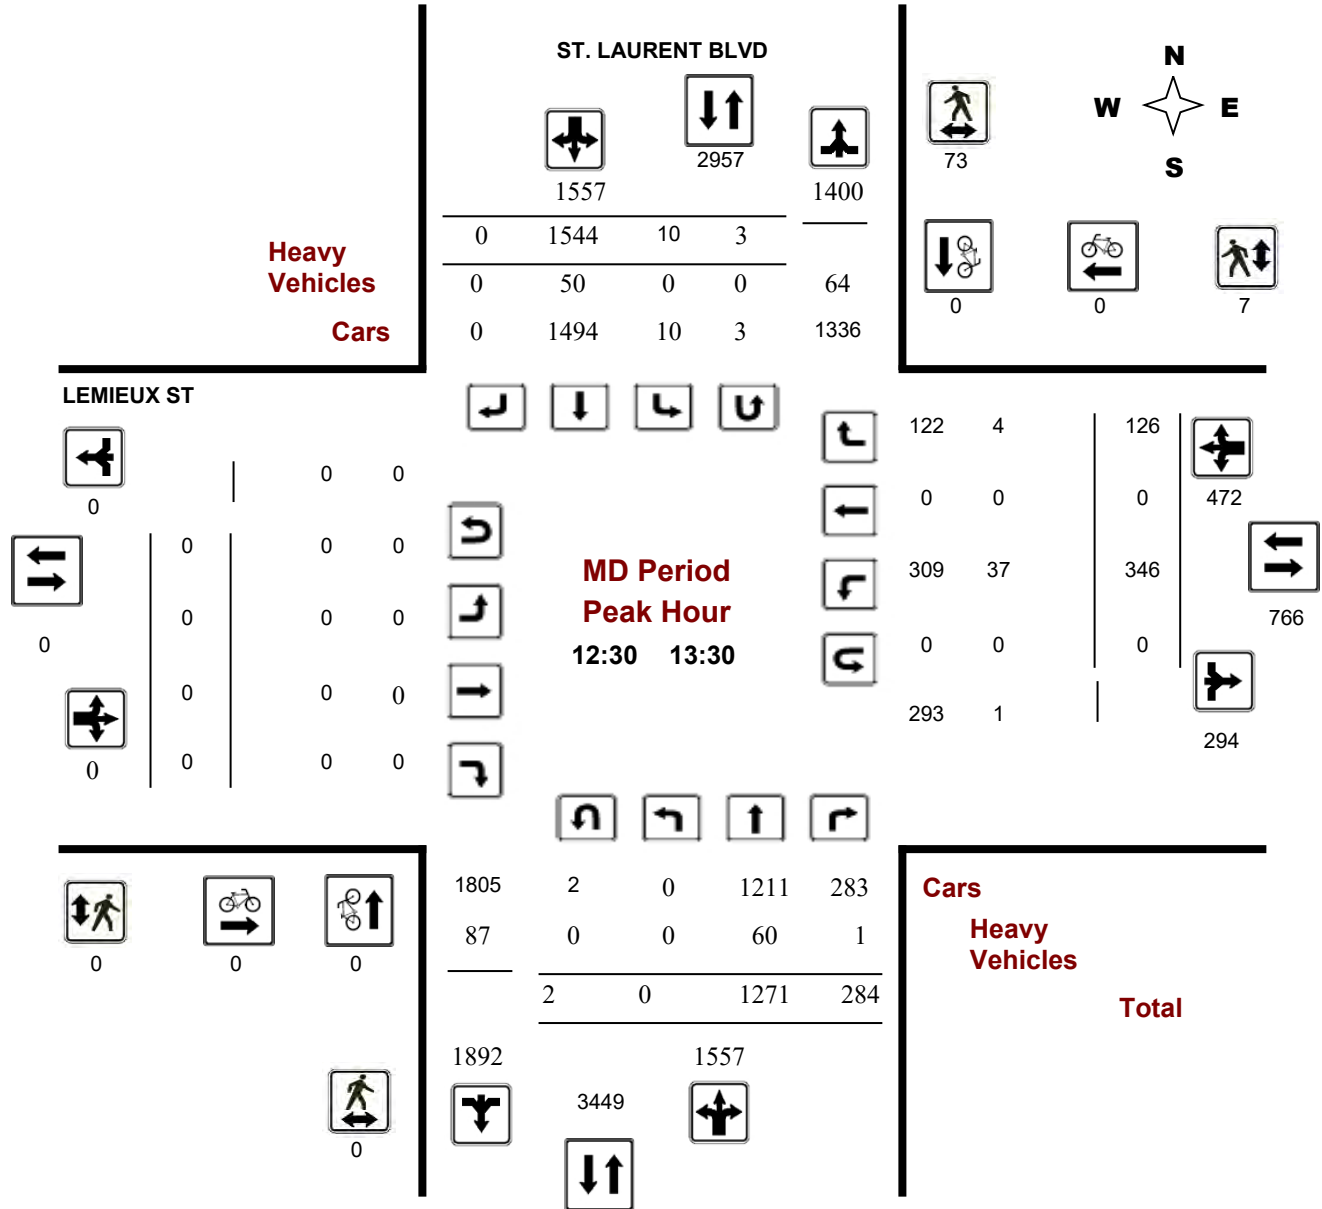 ST. LAURENT BLVD
N
W E
S
2957
73
1557 1400
0 1544 10 3
Heavy
Vehicles 0 50 0 0 64
0 0 7
Cars 0 1494 10 3 1336
LEMIEUX ST
122 4 126
0 0
0
0 0 0 472
0 0 0
MD Period
309 37 346
Peak Hour
0 0 0
766
12:30 13:30
0
0 0 0
0 0 0
293 1
294
0
0 0 0
1805 2 0 1211 283
Cars
87 0 0 60 1
Heavy
Vehicles
0 0 0
2 0 1271 284
Total
1892 1557
3449
0